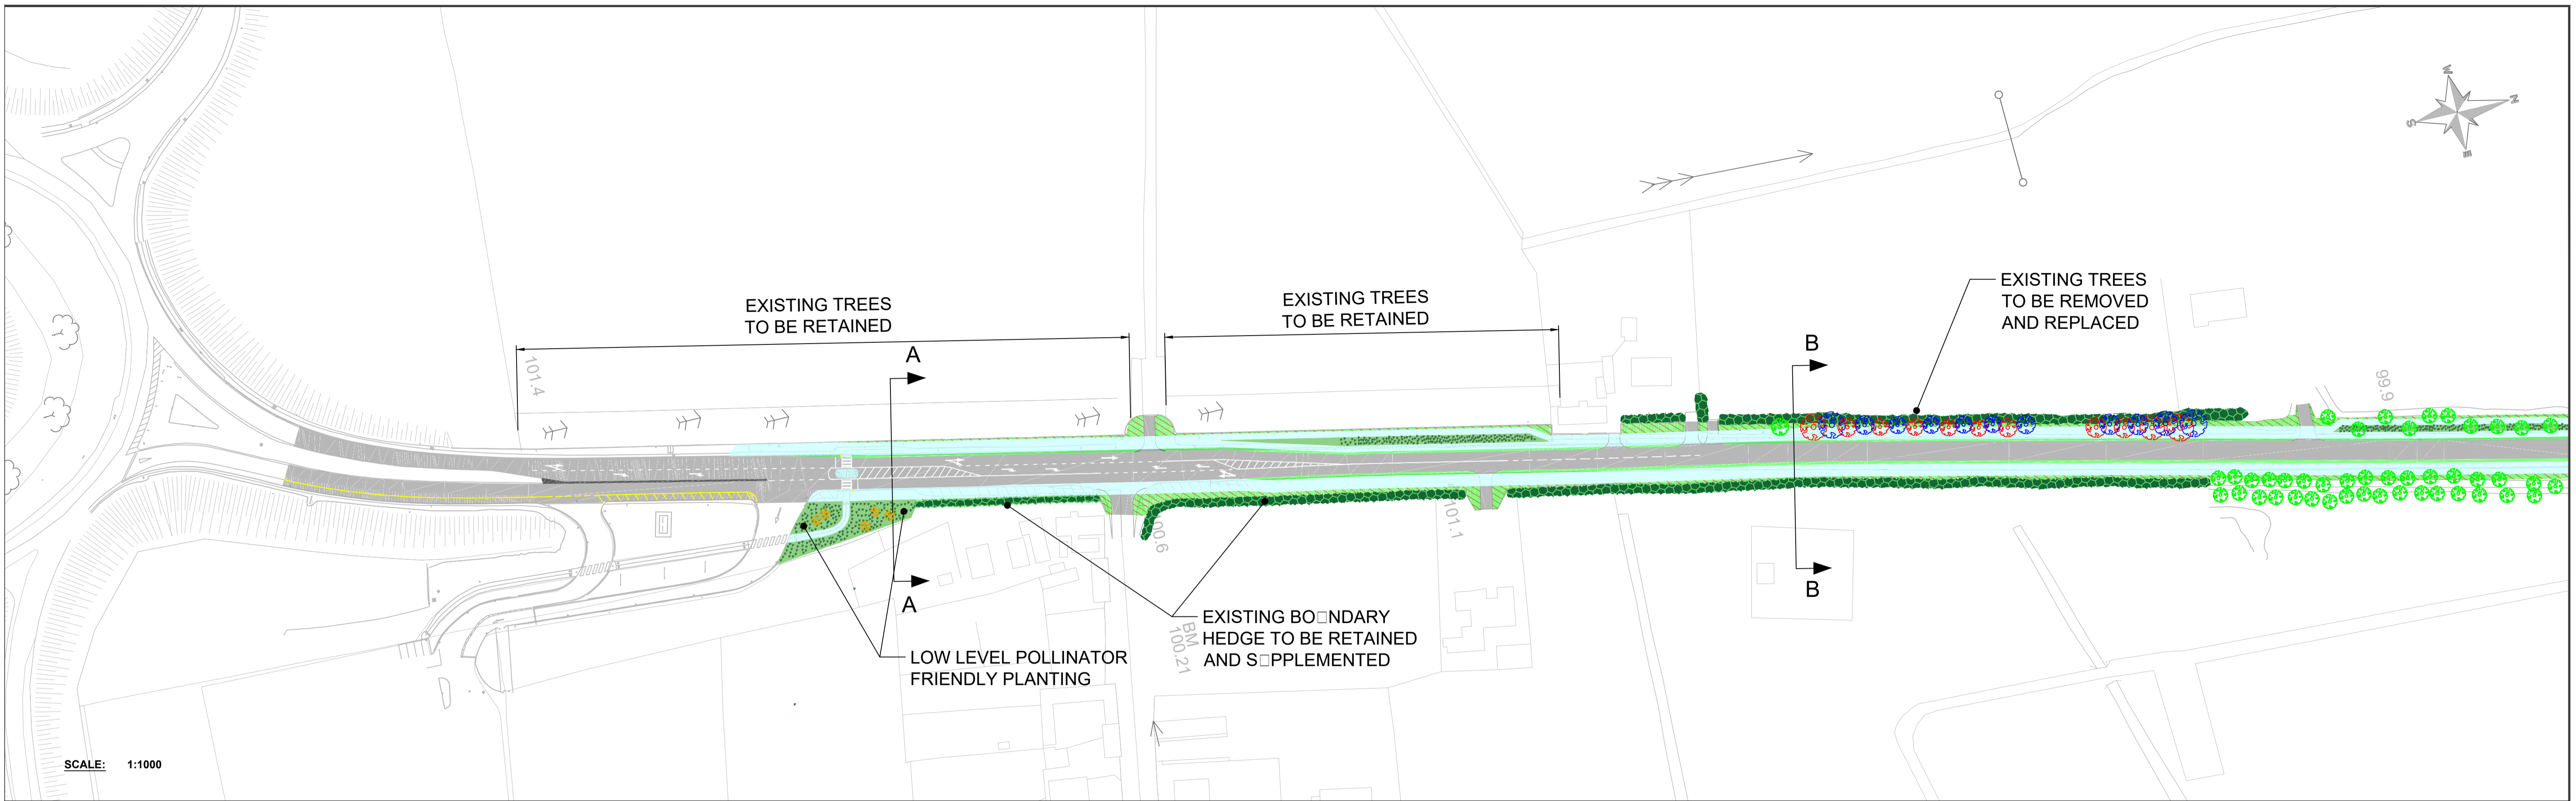 W
N
S
E
EXISTING TREES
TO BE REMOVED
AND REPLACED
EXISTING TREES
TO BE RETAINED
EXISTING TREES
TO BE RETAINED
A
B
101.4
99.9
101.1
00.6
B
A
EXISTING BO□NDARY
HEDGE TO BE RETAINED
AND S□PPLEMENTED
BM
100.21
LOW LEVEL POLLINATOR
FRIENDLY PLANTING
SCALE: 1:1000